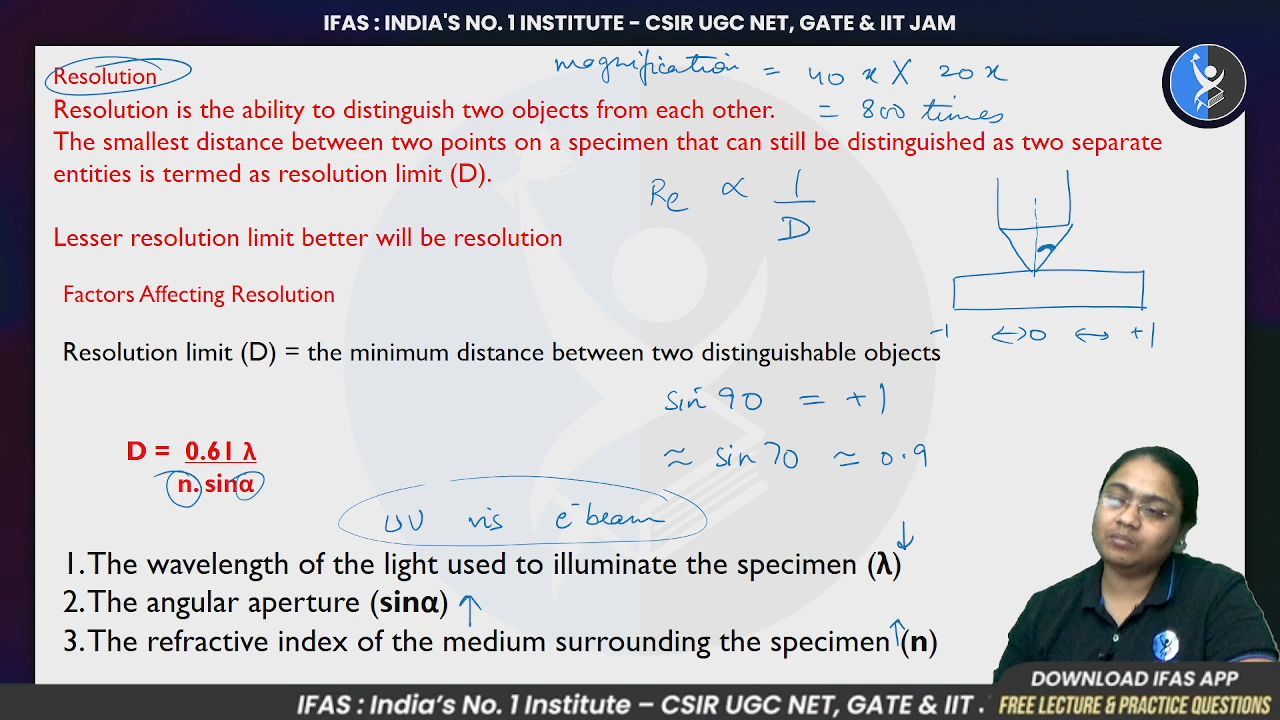 IFAS : INDIA'S NO. 1 INSTITUTE – CSIR UGC NET, GATE & IIT JAM
Resolution
magnification = 40 x X 20 x
= 800 times
Resolution is the ability to distinguish two objects from each other.
The smallest distance between two points on a specimen that can still be distinguished as two separate
entities is termed as resolution limit (D).
Re ∝ 1/D
Lesser resolution limit better will be resolution
Factors Affecting Resolution
-1 ↔ 0 ↔ +1
Resolution limit (D) = the minimum distance between two distinguishable objects
sin 90 = +1
D = 0.61 λ
n. sinα
≈ sin 70 ≃ 0.9
UV vis e⁻ beam
1.The wavelength of the light used to illuminate the specimen (λ) ↓
2.The angular aperture (sinα) ↑
3.The refractive index of the medium surrounding the specimen ↑ (n)
DOWNLOAD IFAS APP
FREE LECTURE & PRACTICE QUESTIONS
IFAS : India's No. 1 Institute – CSIR UGC NET, GATE & IIT .